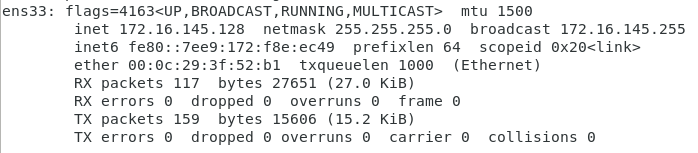 ens33: flags=4163<UP,BROADCAST,RUNNING,MULTICAST>  mtu 1500
        inet 172.16.145.128  netmask 255.255.255.0  broadcast 172.16.145.255
        inet6 fe80::7ee9:172:f8e:ec49  prefixlen 64  scopeid 0x20<link>
        ether 00:0c:29:3f:52:b1  txqueuelen 1000  (Ethernet)
        RX packets 117  bytes 27651 (27.0 KiB)
        RX errors 0  dropped 0  overruns 0  frame 0
        TX packets 159  bytes 15606 (15.2 KiB)
        TX errors 0  dropped 0 overruns 0  carrier 0  collisions 0